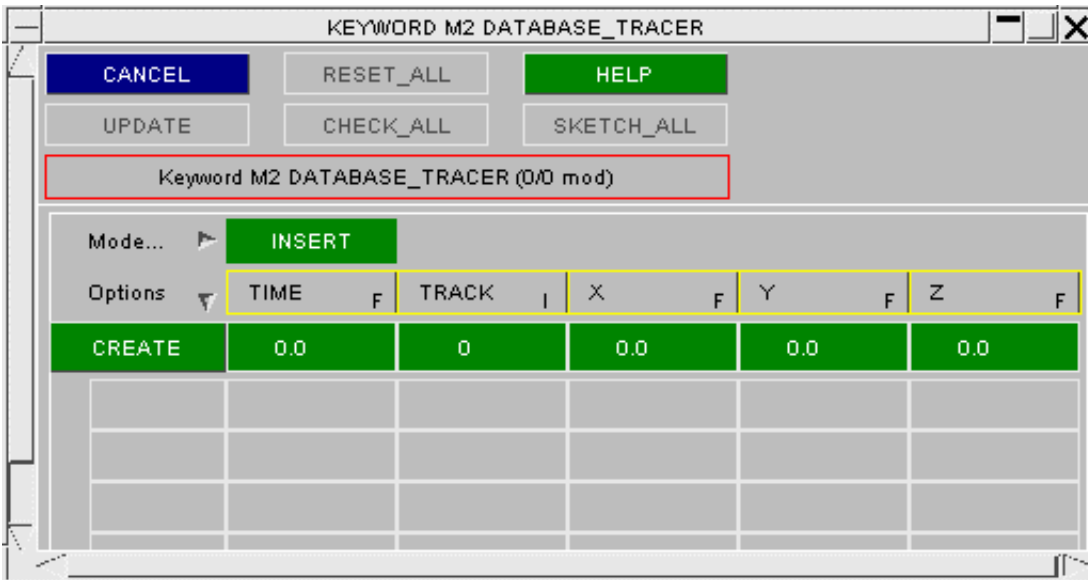 KEYWORD M2 DATABASE_TRACER
CANCEL RESET_ALL HELP
UPDATE CHECK_ALL SKETCH_ALL
Keyword M2 DATABASE_TRACER (0/0 mod)
Mode... INSERT
Options TIME F TRACK I X F Y F Z F
CREATE 0.0 0 0.0 0.0 0.0